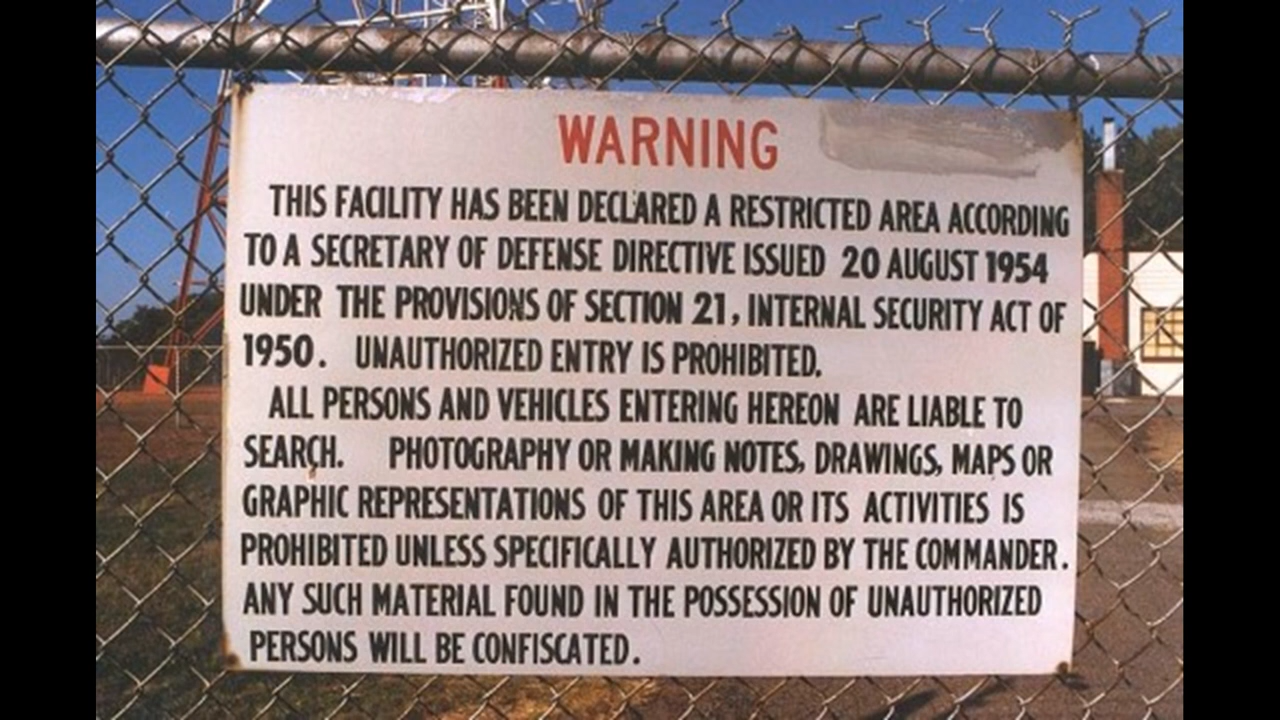 WARNING
THIS FACILITY HAS BEEN DECLARED A RESTRICTED AREA ACCORDING
TO A SECRETARY OF DEFENSE DIRECTIVE ISSUED 20 AUGUST 1954
UNDER THE PROVISIONS OF SECTION 21, INTERNAL SECURITY ACT OF
1950. UNAUTHORIZED ENTRY IS PROHIBITED.
ALL PERSONS AND VEHICLES ENTERING HEREON ARE LIABLE TO
SEARCH. PHOTOGRAPHY OR MAKING NOTES, DRAWINGS, MAPS OR
GRAPHIC REPRESENTATIONS OF THIS AREA OR ITS ACTIVITIES IS
PROHIBITED UNLESS SPECIFICALLY AUTHORIZED BY THE COMMANDER.
ANY SUCH MATERIAL FOUND IN THE POSSESSION OF UNAUTHORIZED
PERSONS WILL BE CONFISCATED.